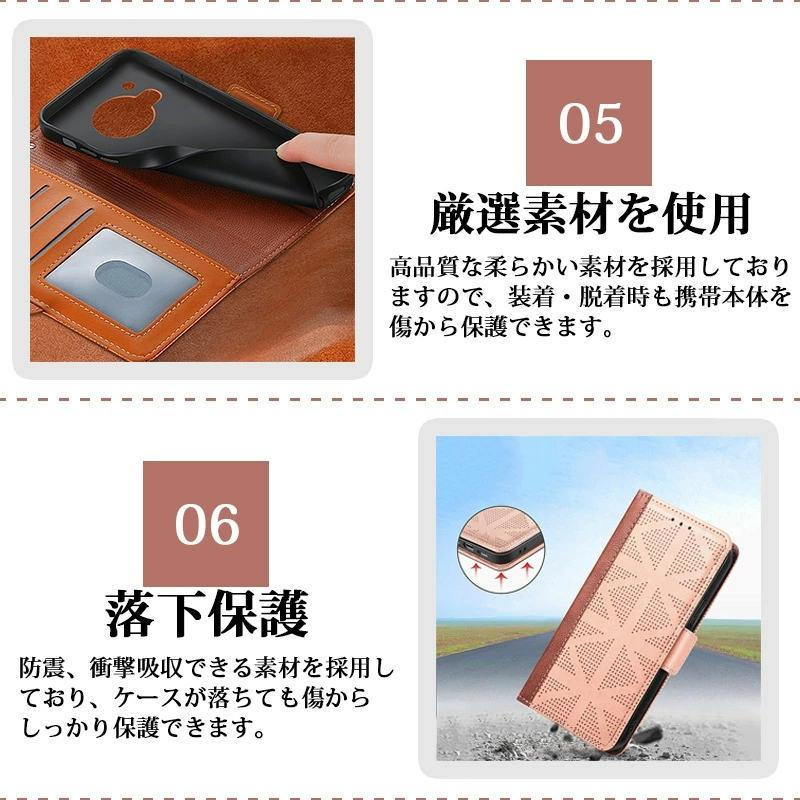 05
厳選素材を使用
高品質な柔らかい素材を採用しており
ますので、装着・脱着時も携帯本体を
傷から保護できます。
06
落下保護
防震、衝撃吸収できる素材を採用し
ており、ケースが落ちても傷から
しっかり保護できます。